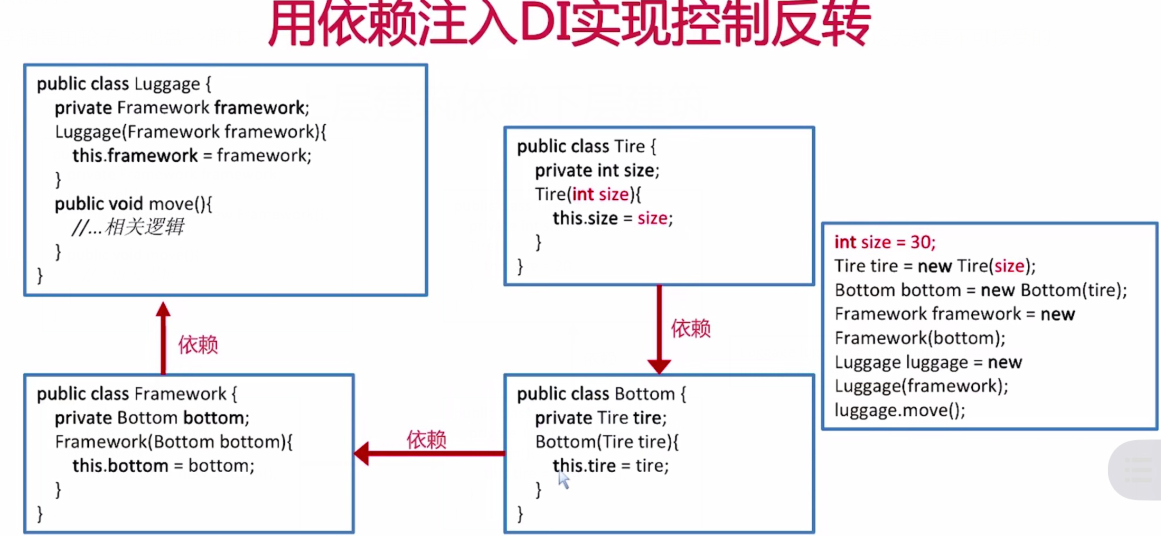 用依赖注入DI实现控制反转
public class Luggage {
private Framework framework;
Luggage(Framework framework){
this.framework = framework;
}
public void move(){
//...相关逻辑
}
}
依赖
public class Framework {
private Bottom bottom;
Framework(Bottom bottom){
this.bottom = bottom;
}
}
依赖
public class Tire {
private int size;
Tire(int size){
this.size = size;
}
}
依赖
public class Bottom {
private Tire tire;
Bottom(Tire tire){
this.tire = tire;
}
}
int size = 30;
Tire tire = new Tire(size);
Bottom bottom = new Bottom(tire);
Framework framework = new
Framework(bottom);
Luggage luggage = new
Luggage(framework);
luggage.move();